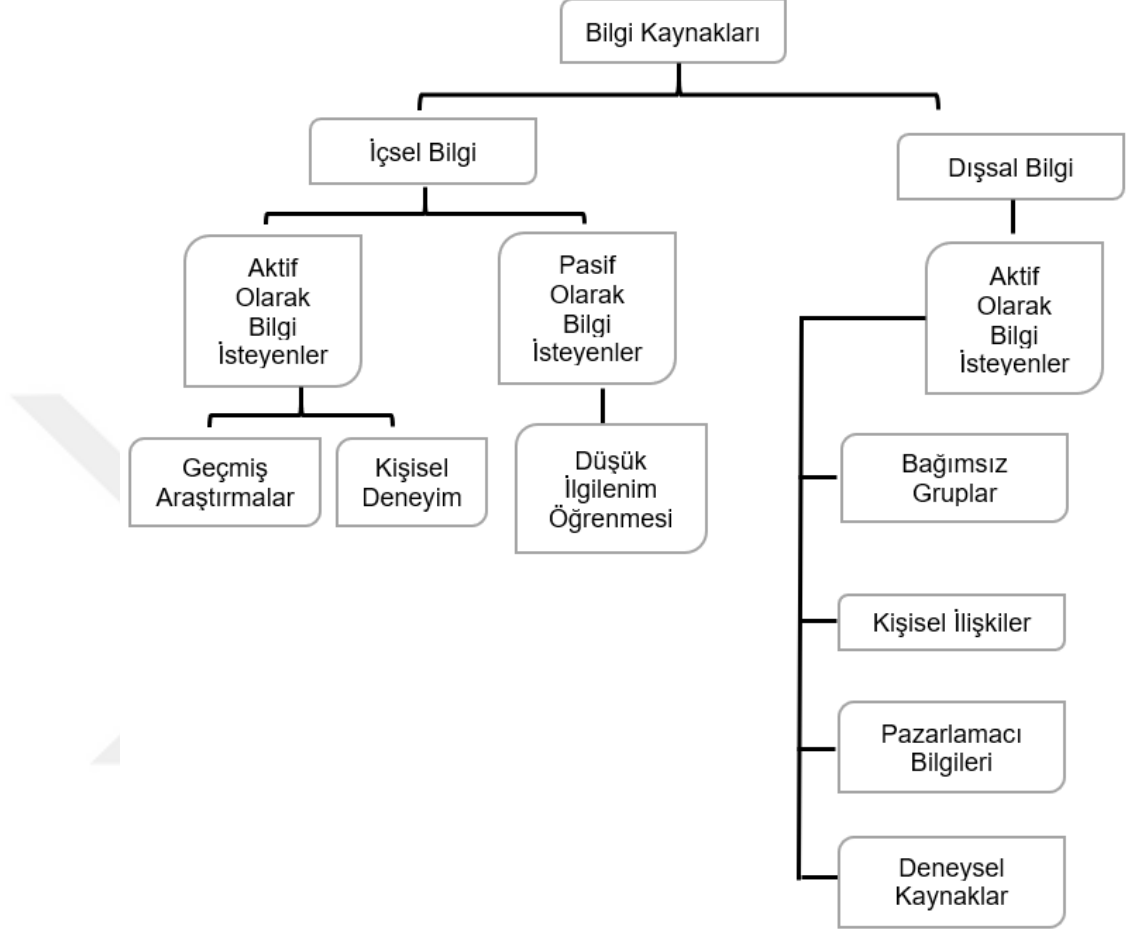 Bilgi Kaynakları
İçsel Bilgi
Dışsal Bilgi
Aktif
Olarak
Bilgi
İsteyenler
Pasif
Olarak
Bilgi
İsteyenler
Aktif
Olarak
Bilgi
İsteyenler
Geçmiş
Araştırmalar
Kişisel
Deneyim
Düşük
İlgilenim
Öğrenmesi
Bağımsız
Gruplar
Kişisel İlişkiler
Pazarlamacı
Bilgileri
Deneysel
Kaynaklar